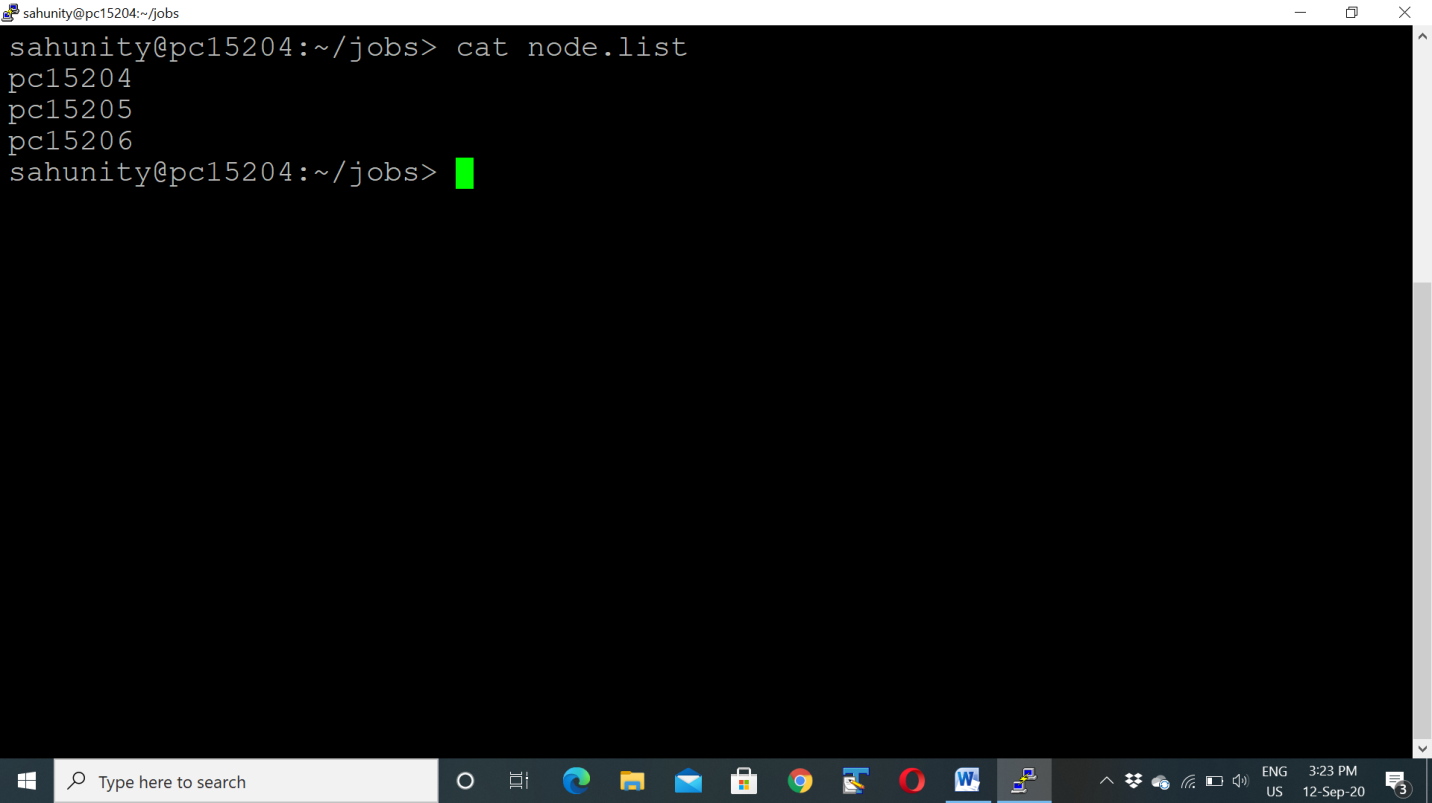 sahunity@pc15204:~/jobs
sahunity@pc15204:~/jobs> cat node.list
pc15204
pc15205
pc15206
sahunity@pc15204:~/jobs>
Type here to search
W
ENG
US
3:23 PM
12-Sep-20
3